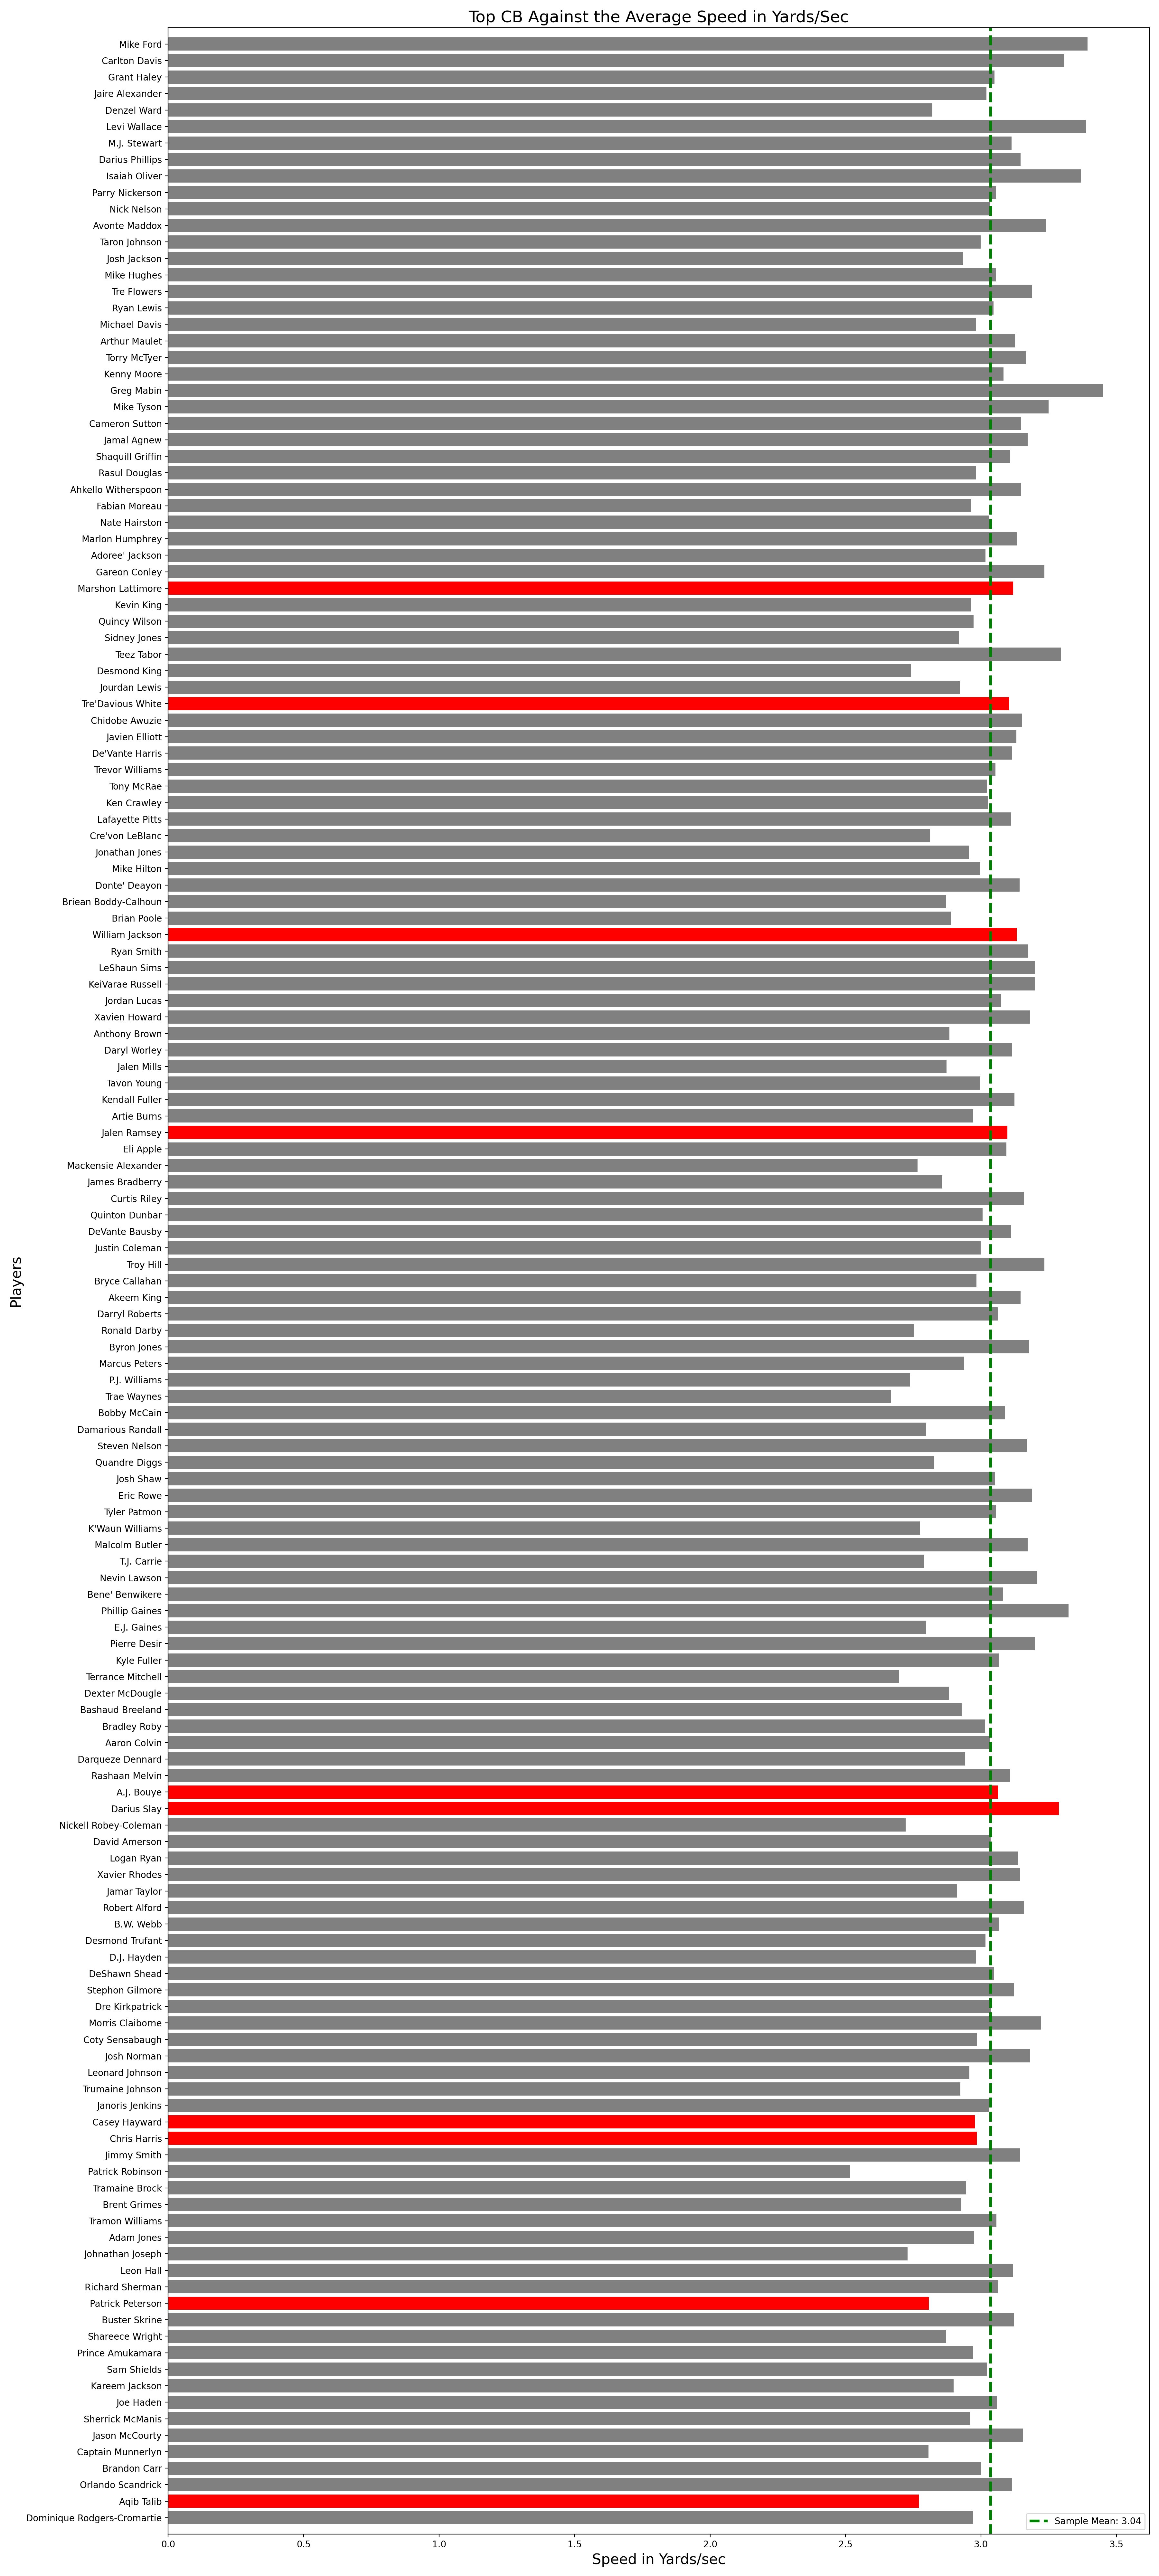 Top CB Against the Average Speed in Yards/Sec
Mike Ford
Carlton Davis
Grant Haley
Jaire Alexander
Denzel Ward
Levi Wallace
M.J. Stewart
Darius Phillips
Isaiah Oliver
Parry Nickerson
Nick Nelson
Avonte Maddox
Taron Johnson
Josh Jackson
Mike Hughes
Tre Flowers
Ryan Lewis
Michael Davis
Arthur Maulet
Torry McTyer
Kenny Moore
Greg Mabin
Mike Tyson
Cameron Sutton
Jamal Agnew
Shaquill Griffin
Rasul Douglas
Ahkello Witherspoon
Fabian Moreau
Nate Hairston
Marlon Humphrey
Adoree' Jackson
Gareon Conley
Marshon Lattimore
Kevin King
Quincy Wilson
Sidney Jones
Teez Tabor
Desmond King
Jourdan Lewis
Tre'Davious White
Chidobe Awuzie
Javien Elliott
De'Vante Harris
Trevor Williams
Tony McRae
Ken Crawley
Lafayette Pitts
Cre'von LeBlanc
Jonathan Jones
Mike Hilton
Donte' Deayon
Briean Boddy-Calhoun
Brian Poole
William Jackson
Ryan Smith
LeShaun Sims
KeiVarae Russell
Jordan Lucas
Xavien Howard
Anthony Brown
Daryl Worley
Jalen Mills
Tavon Young
Kendall Fuller
Artie Burns
Jalen Ramsey
Eli Apple
Mackensie Alexander
James Bradberry
Curtis Riley
Quinton Dunbar
DeVante Bausby
Justin Coleman
Troy Hill
Bryce Callahan
Akeem King
Darryl Roberts
Ronald Darby
Byron Jones
Marcus Peters
P.J. Williams
Trae Waynes
Bobby McCain
Damarious Randall
Steven Nelson
Quandre Diggs
Josh Shaw
Eric Rowe
Tyler Patmon
K'Waun Williams
Malcolm Butler
T.J. Carrie
Nevin Lawson
Bene' Benwikere
Phillip Gaines
E.J. Gaines
Pierre Desir
Kyle Fuller
Terrance Mitchell
Dexter McDougle
Bashaud Breeland
Bradley Roby
Aaron Colvin
Darqueze Dennard
Rashaan Melvin
A.J. Bouye
Darius Slay
Nickell Robey-Coleman
David Amerson
Logan Ryan
Xavier Rhodes
Jamar Taylor
Robert Alford
B.W. Webb
Desmond Trufant
D.J. Hayden
DeShawn Shead
Stephon Gilmore
Dre Kirkpatrick
Morris Claiborne
Coty Sensabaugh
Josh Norman
Leonard Johnson
Trumaine Johnson
Janoris Jenkins
Casey Hayward
Chris Harris
Jimmy Smith
Patrick Robinson
Tramaine Brock
Brent Grimes
Tramon Williams
Adam Jones
Johnathan Joseph
Leon Hall
Richard Sherman
Patrick Peterson
Buster Skrine
Shareece Wright
Prince Amukamara
Sam Shields
Kareem Jackson
Joe Haden
Sherrick McManis
Jason McCourty
Captain Munnerlyn
Brandon Carr
Orlando Scandrick
Aqib Talib
Dominique Rodgers-Cromartie
Players
Sample Mean: 3.04
0.0 0.5 1.0 1.5 2.0 2.5 3.0 3.5
Speed in Yards/sec